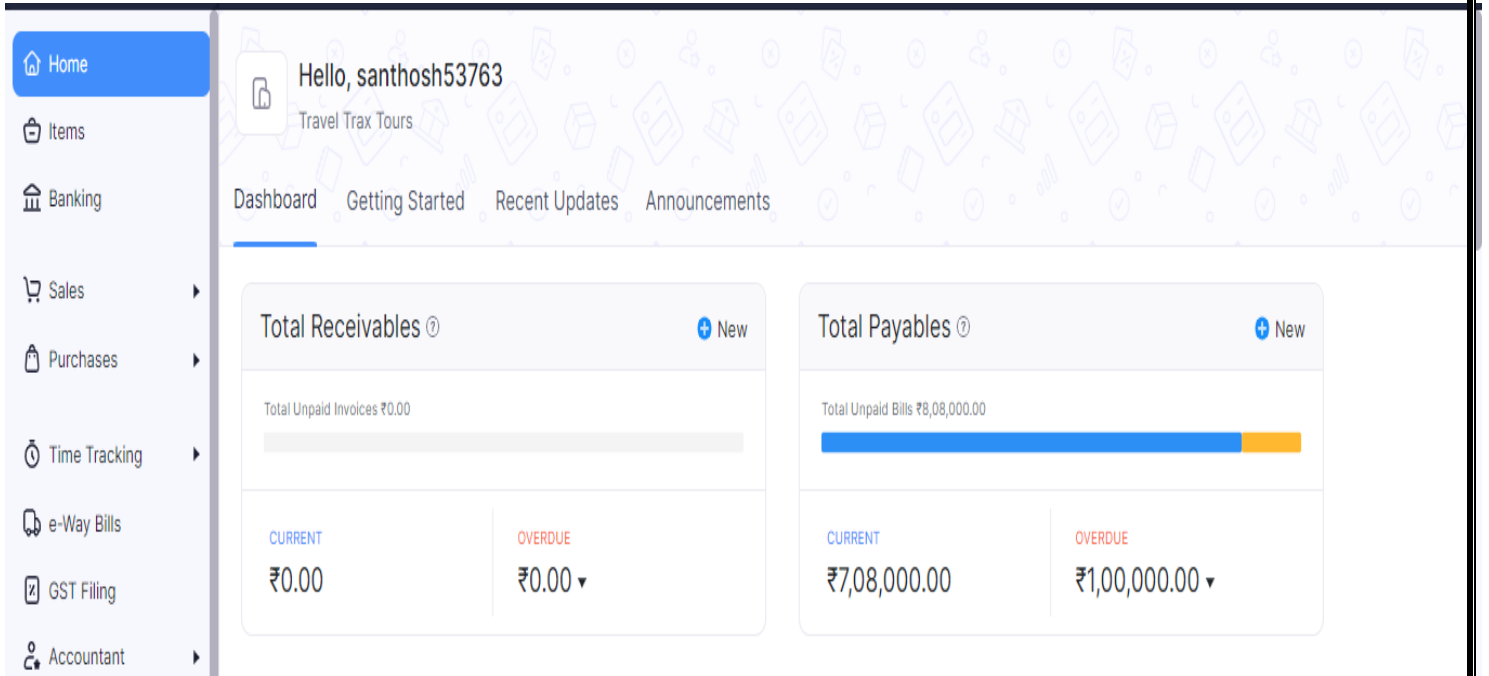 Home
Items
Banking
Sales
Purchases
Time Tracking
e-Way Bills
GST Filing
Accountant
Hello, santhosh53763
Travel Trax Tours
Dashboard Getting Started Recent Updates Announcements
Total Receivables ? New
Total Unpaid Invoices ₹0.00
CURRENT OVERDUE
₹0.00 ₹0.00
Total Payables ? New
Total Unpaid Bills ₹8,08,000.00
CURRENT OVERDUE
₹7,08,000.00 ₹1,00,000.00